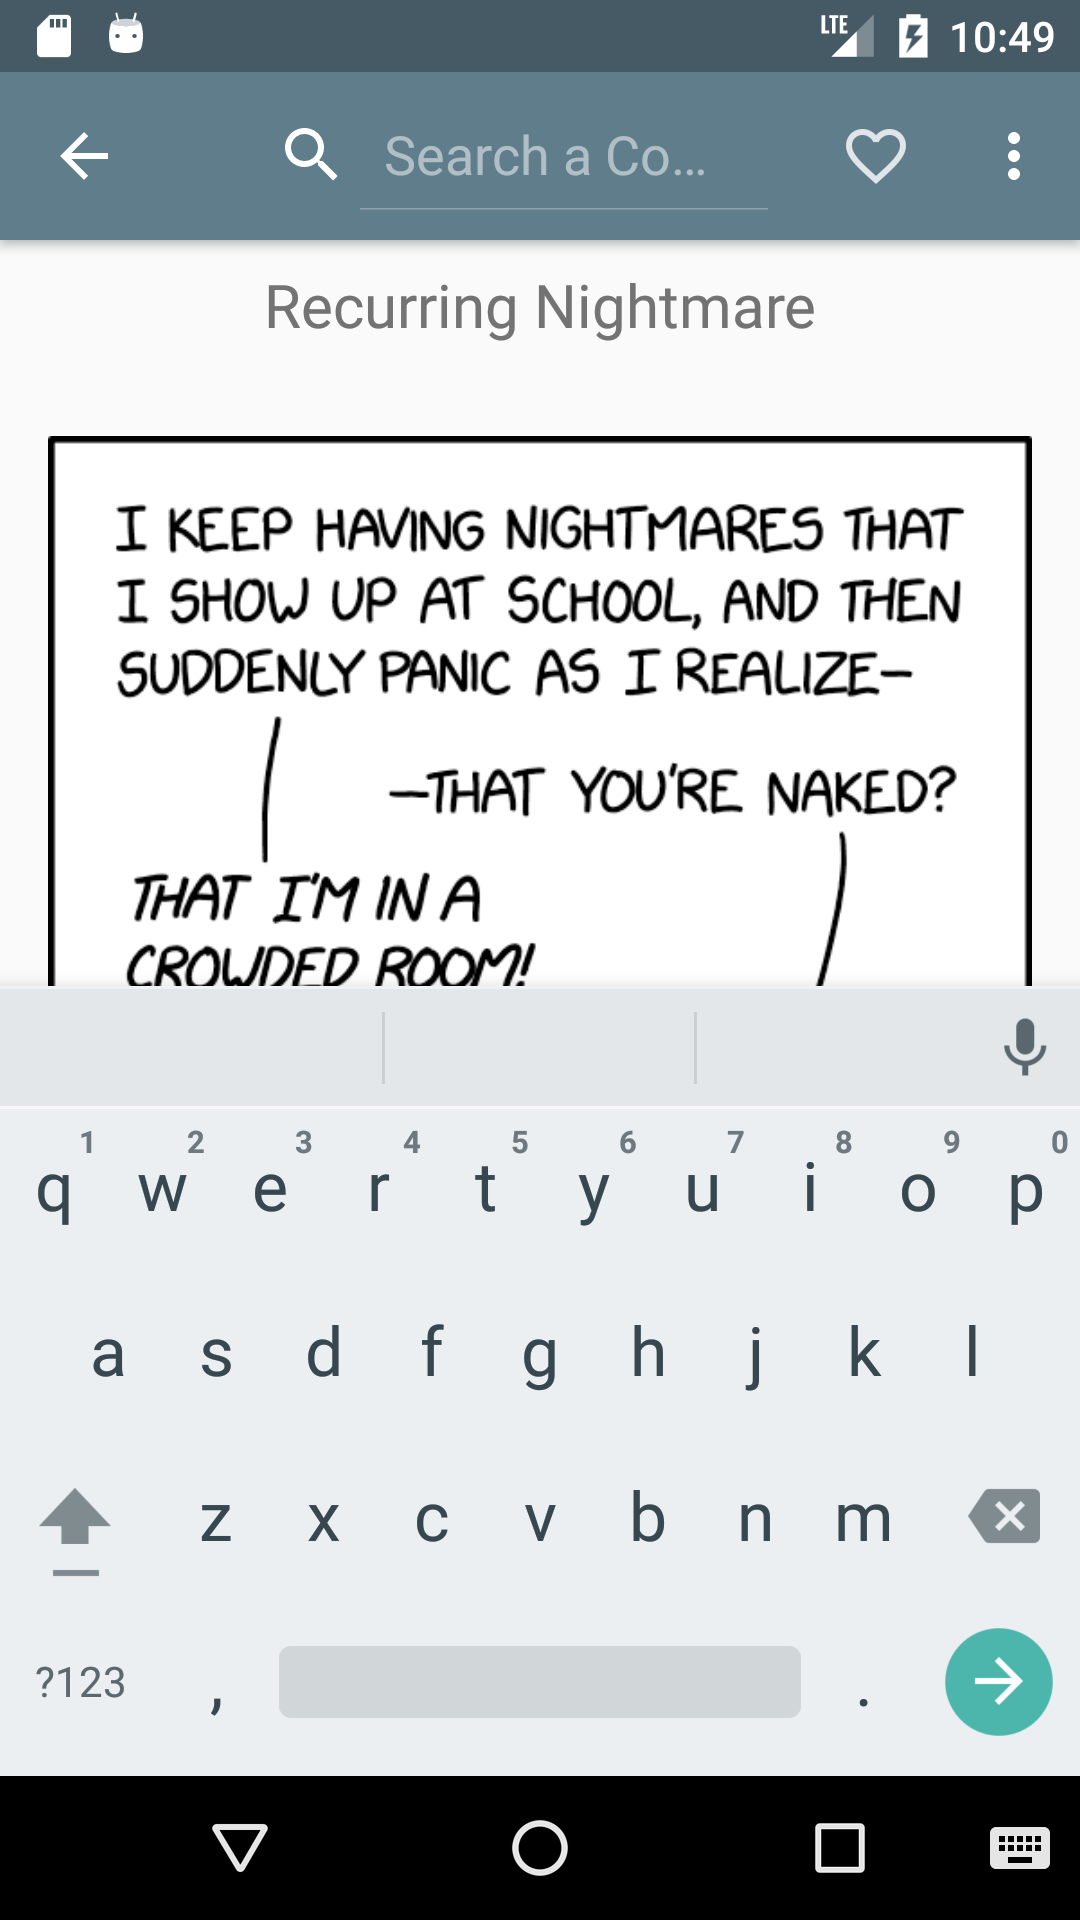 LTE 10:49
Search a Co...
Recurring Nightmare
I KEEP HAVING NIGHTMARES THAT
I SHOW UP AT SCHOOL, AND THEN
SUDDENLY PANIC AS I REALIZE—
—THAT YOU'RE NAKED?
THAT I'M IN A
CROWDED ROOM!
1 2 3 4 5 6 7 8 9 0
q w e r t y u i o p
a s d f g h j k l
z x c v b n m
?123 , .